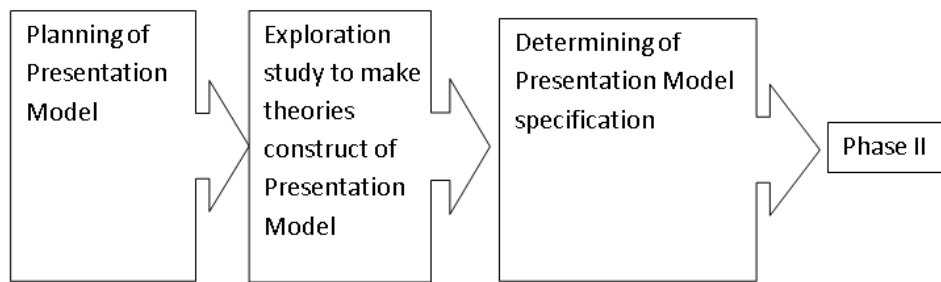 Planning of
Presentation
Model
Exploration
study to make
theories
construct of
Presentation
Model
Determining of
Presentation Model
specification
Phase II